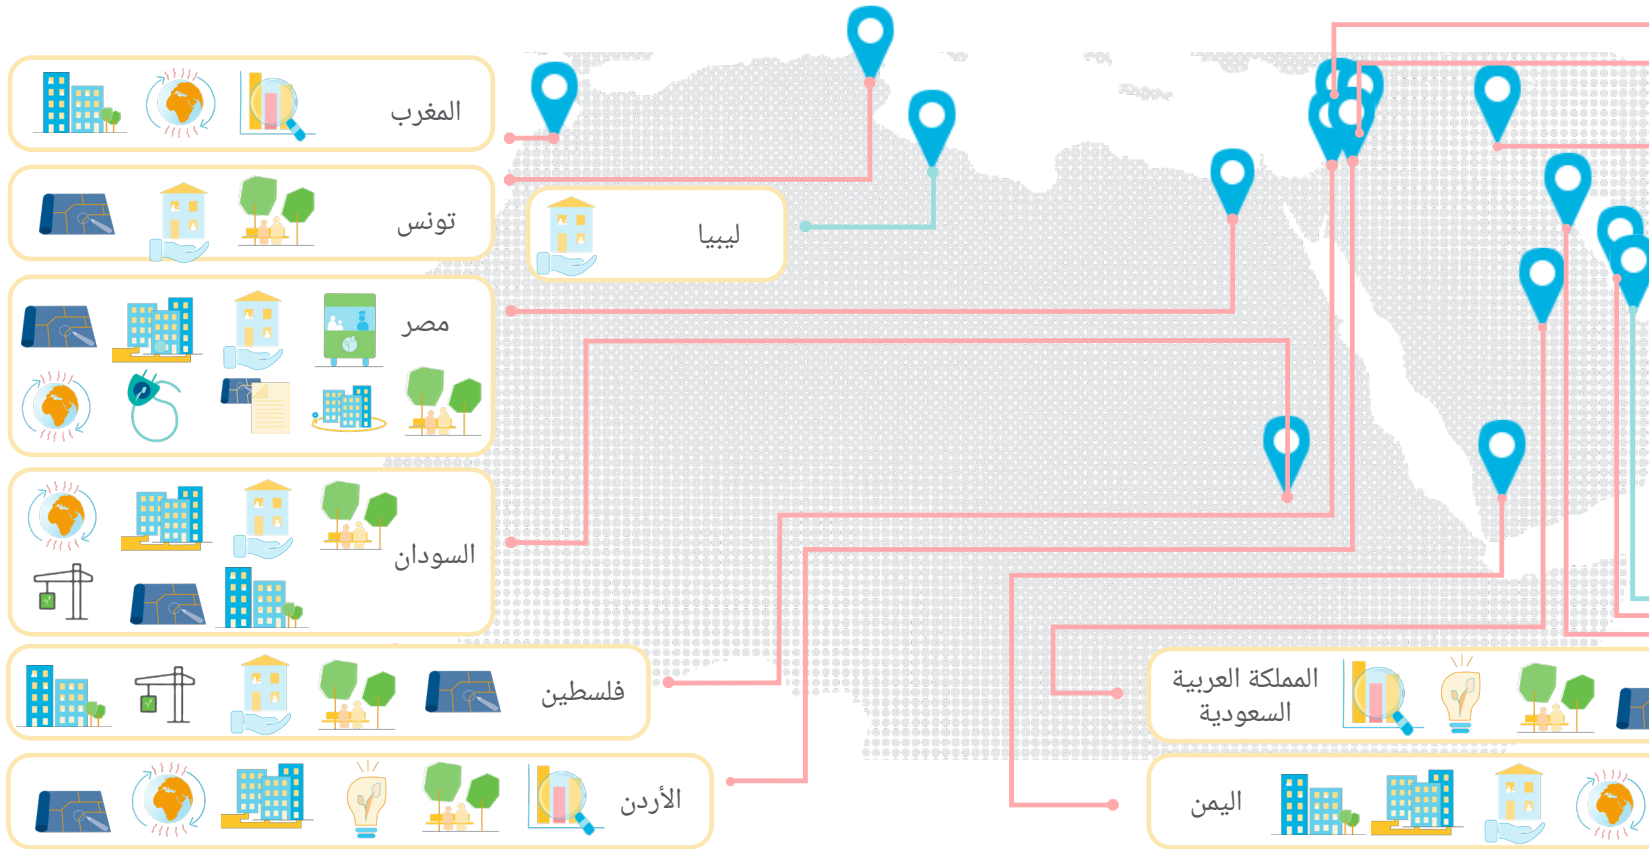 المغرب
تونس
ليبيا
مصر
السودان
فلسطين
الأردن
المملكة العربية
السعودية
اليمن